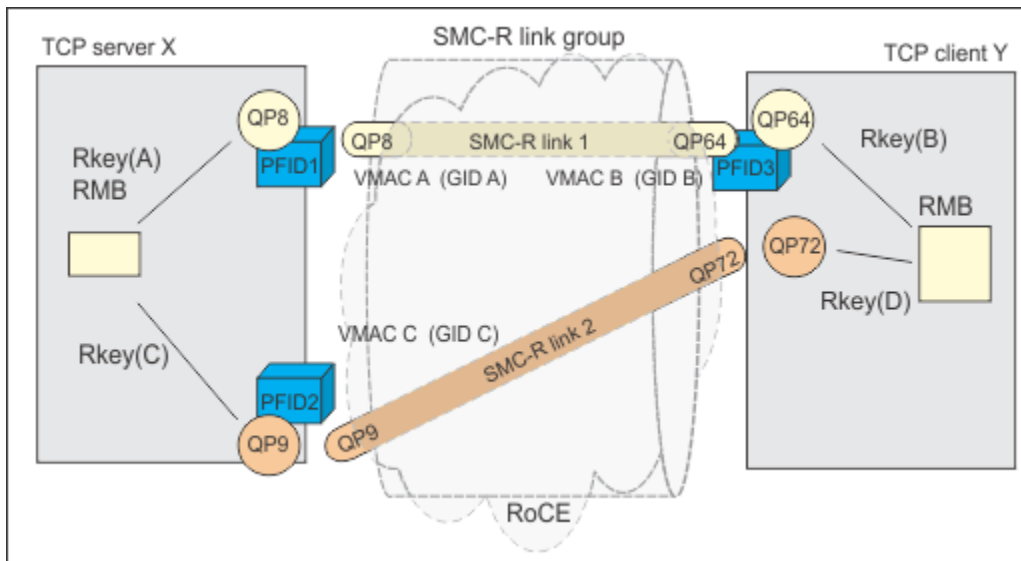 SMC-R link group
TCP server X
TCP client Y
QP8
QP8
SMC-R link 1
QP64
QP64
Rkey(A)
RMB
PFID1
VMAC A (GID A)
VMAC B (GID B)
PFID3
Rkey(B)
RMB
QP72
QP72
Rkey(D)
VMAC C (GID C)
SMC-R link 2
Rkey(C)
PFID2
QP9
QP9
RoCE